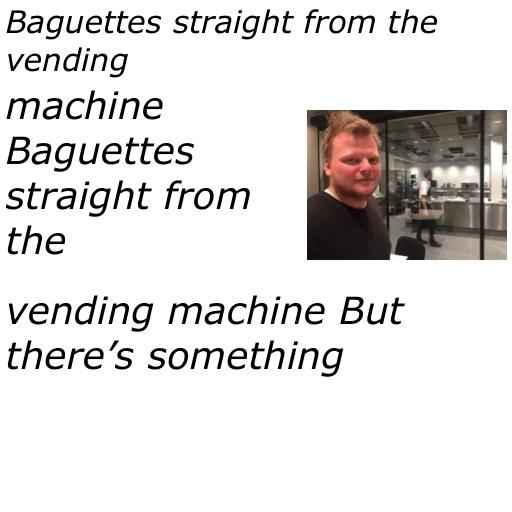 Baguettes straight from the
vending
machine
Baguettes
straight from
the
vending machine But
there’s something